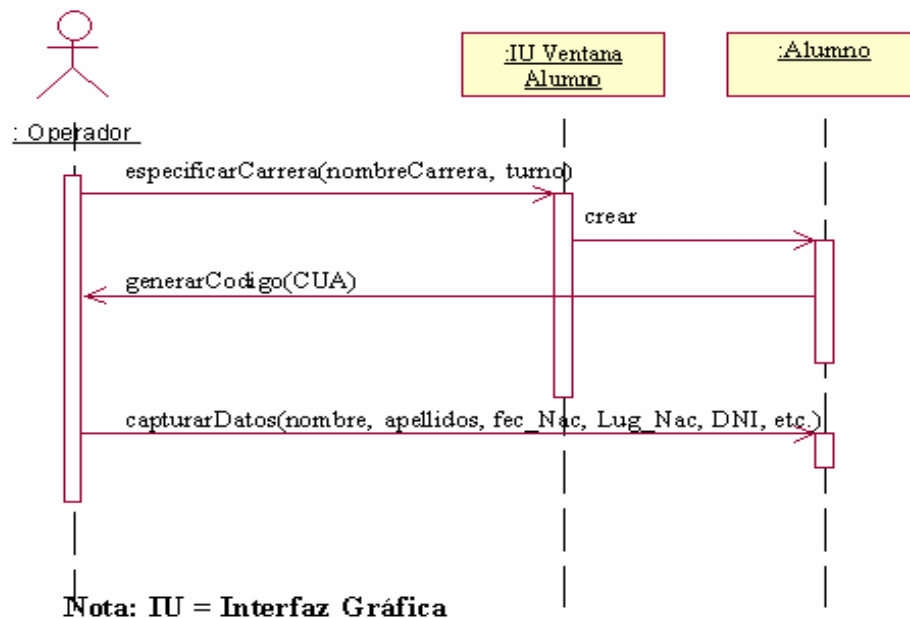 :IU Ventana
Alumno
:Alumno
: Operador
especificarCarrera(nombreCarrera, turno)
crear
generarCodigo(CUA)
capturarDatos(nombre, apellidos, fec_Nac, Lug_Nac, DNI, etc.)
Nota: IU = Interfaz Gráfica